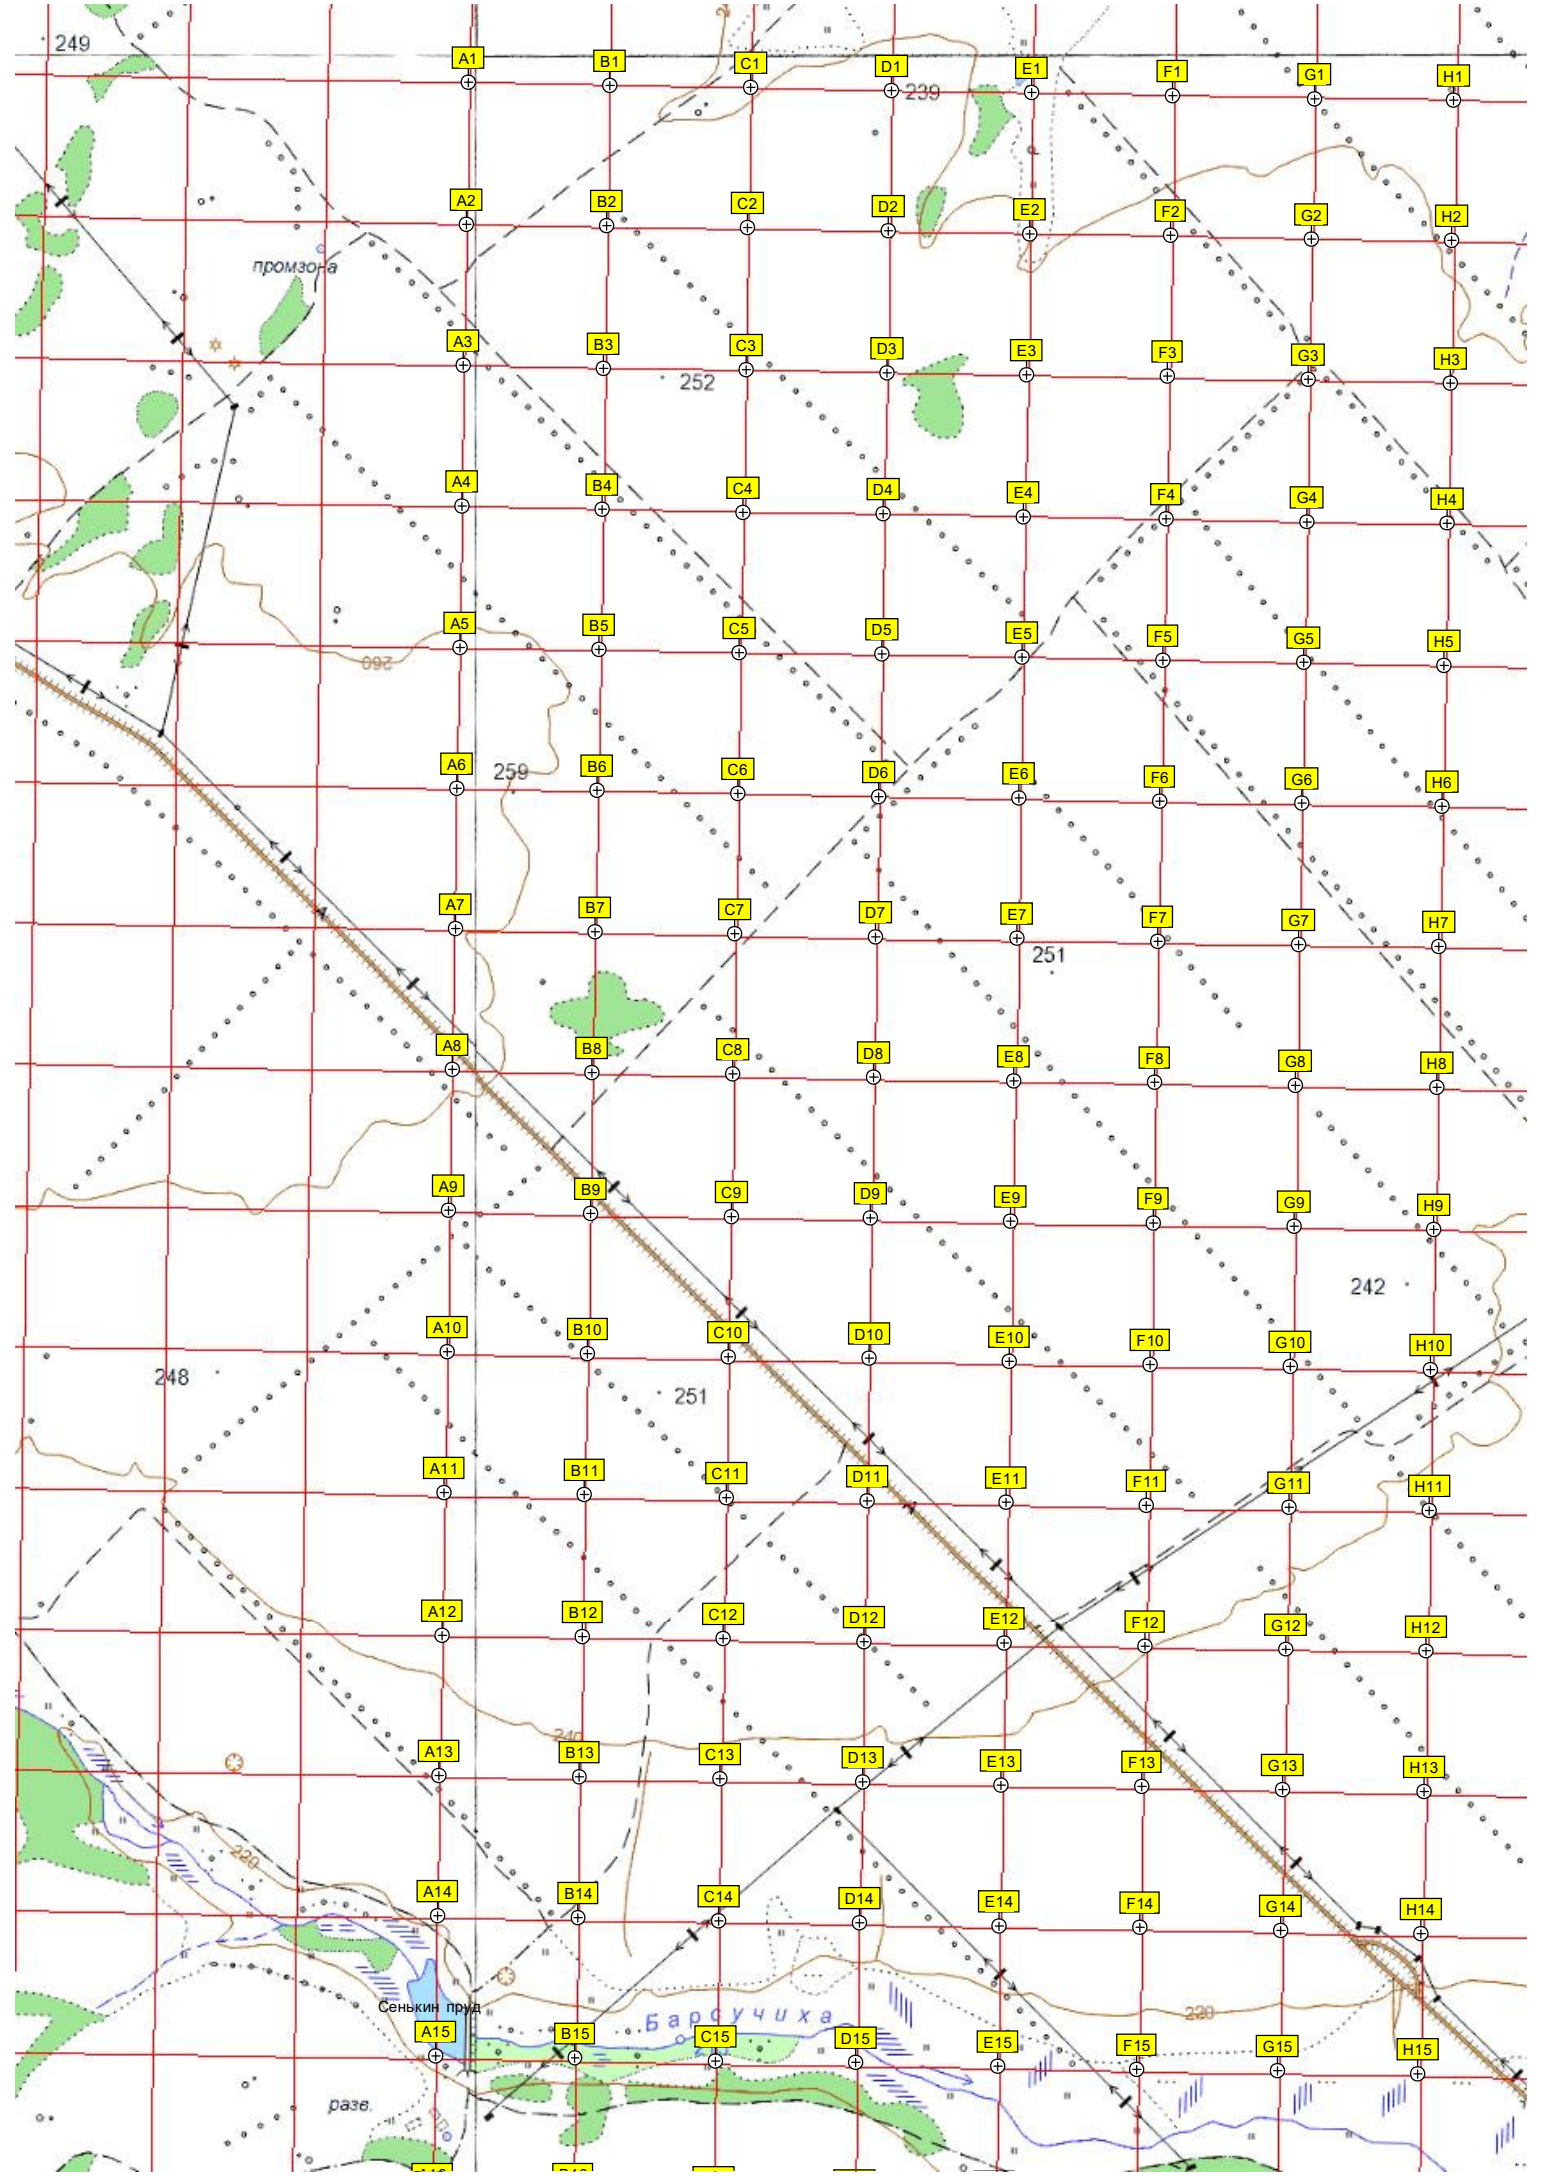 249
A1 B1 C1 D1 E1 F1 G1 H1
239
A2 B2 C2 D2 E2 F2 G2 H2
промзона
A3 B3 C3 D3 E3 F3 G3 H3
252
A4 B4 C4 D4 E4 F4 G4 H4
A5 B5 C5 D5 E5 F5 G5 H5
260
A6 B6 C6 D6 E6 F6 G6 H6
259
A7 B7 C7 D7 E7 F7 G7 H7
251
A8 B8 C8 D8 E8 F8 G8 H8
A9 B9 C9 D9 E9 F9 G9 H9
242
A10 B10 C10 D10 E10 F10 G10 H10
248
251
A11 B11 C11 D11 E11 F11 G11 H11
A12 B12 C12 D12 E12 F12 G12 H12
240
A13 B13 C13 D13 E13 F13 G13 H13
220
A14 B14 C14 D14 E14 F14 G14 H14
Сенькин пруд
Барсучиха
220
A15 B15 C15 D15 E15 F15 G15 H15
разв.